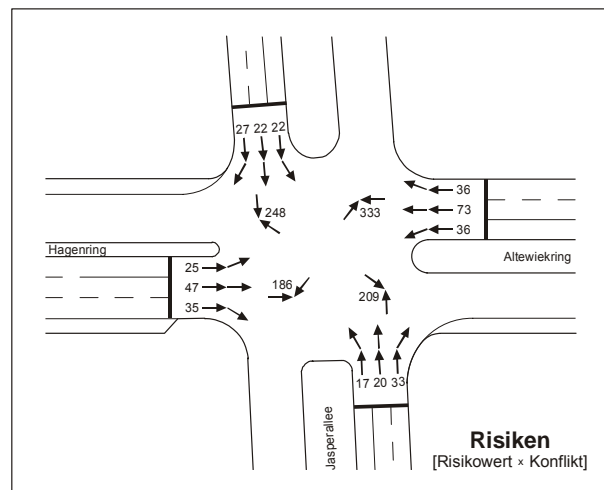 27 22 22
36
248
333
73
36
Hagenring
Altewiekring
25
186
47
209
35
17 20 33
Jasperallee
Risiken
[Risikowert x Konflikt]